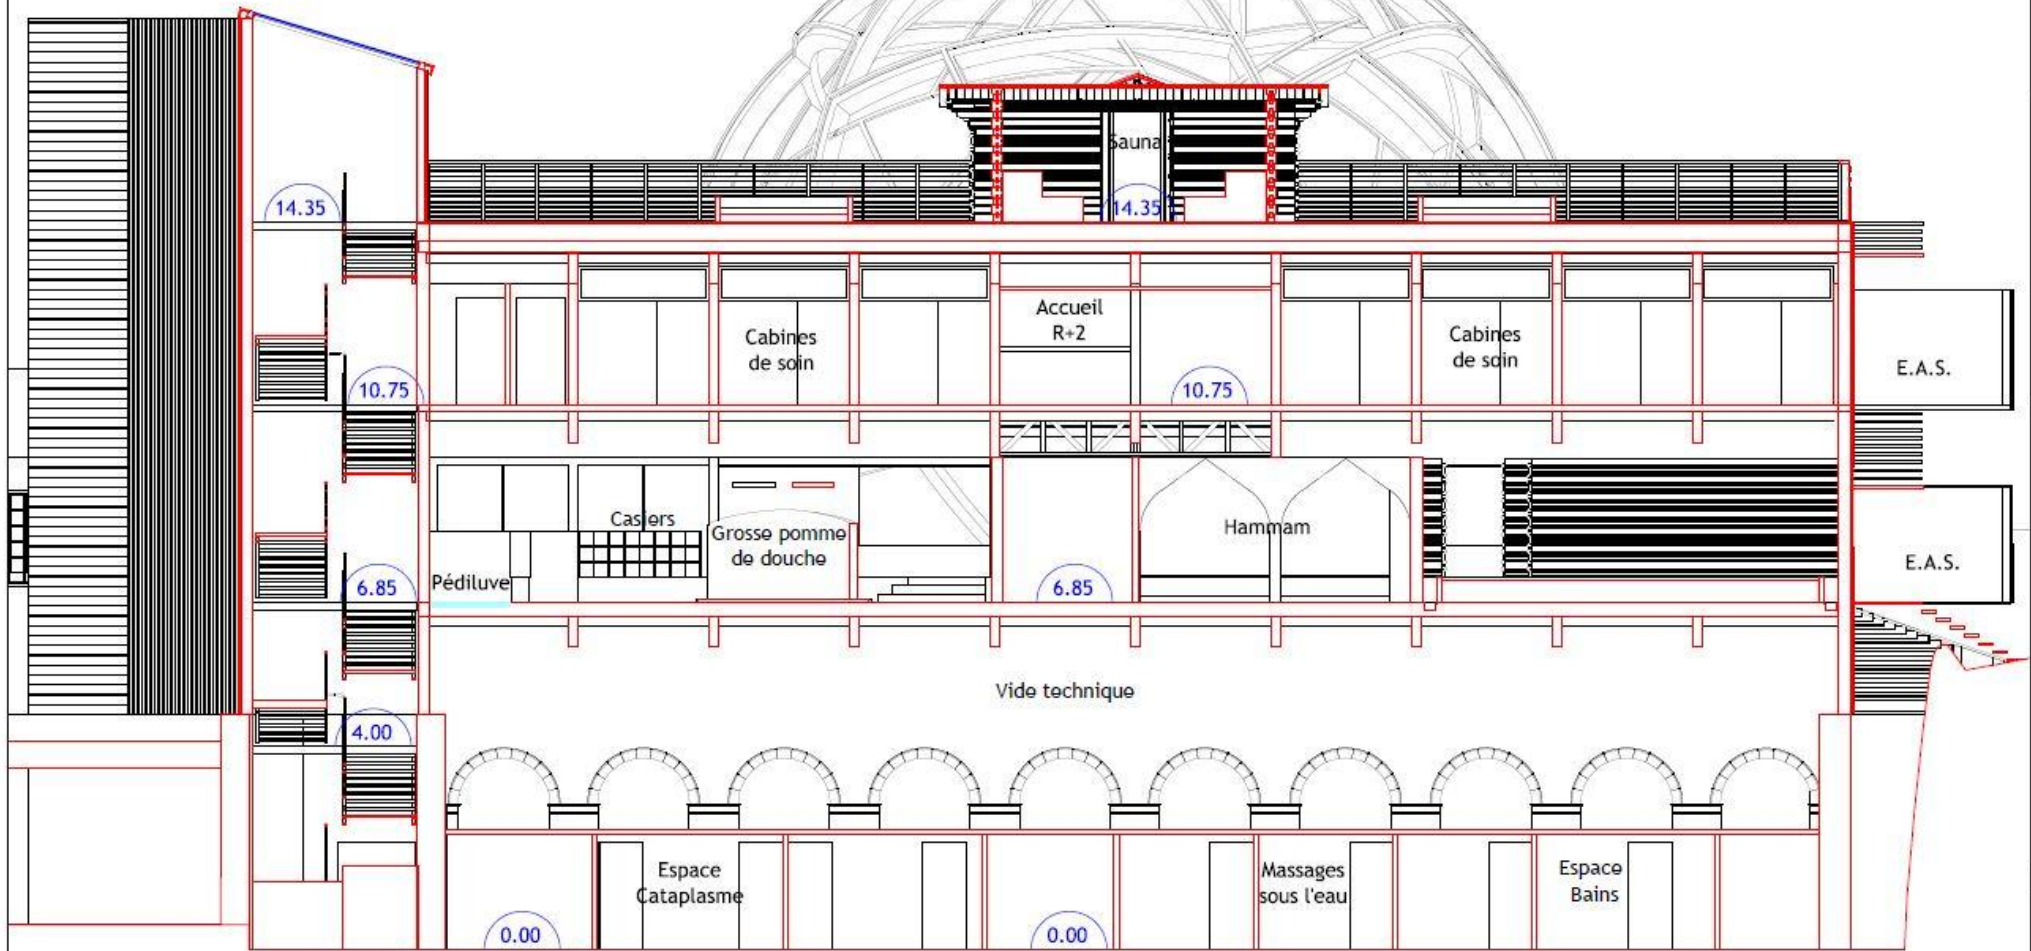 Sauna
14.35
14.35
Accueil
R+2
Cabines
de soin
Cabines
de soin
E.A.S.
10.75
10.75
Casiers
Grosse pomme
de douche
Hammam
E.A.S.
Pédiluve
6.85
6.85
Vide technique
4.00
Espace
Cataplasme
Massages
sous l'eau
Espace
Bains
0.00
0.00